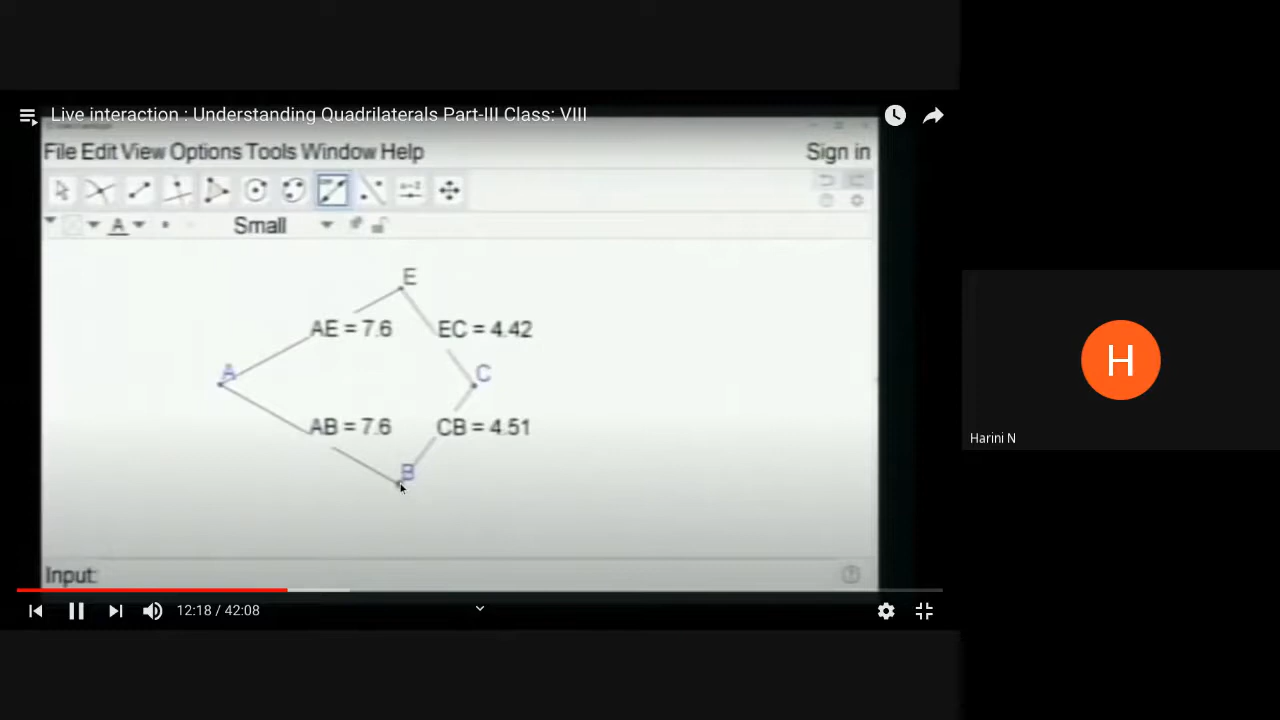 Live interaction : Understanding Quadrilaterals Part-III Class: VIII
File Edit View Options Tools Window Help
Sign in
a=2
A
Small
E
AE = 7.6
EC = 4.42
A
C
AB = 7.6
CB = 4.51
B
Input:
12:18 / 42:08
H
Harini N